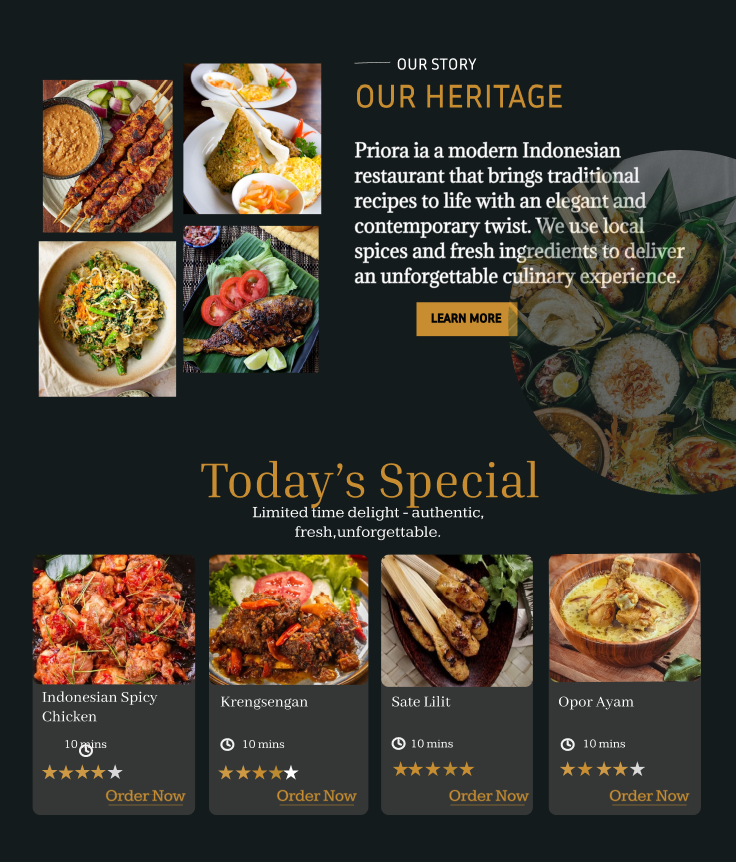 OUR STORY
OUR HERITAGE
Priora ia a modern Indonesian
restaurant that brings traditional
recipes to life with an elegant and
contemporary twist. We use local
spices and fresh ingredients to deliver
an unforgettable culinary experience.
LEARN MORE
Today’s Special
Limited time delight - authentic,
fresh,unforgettable.
Indonesian Spicy
Chicken
10 mins
Order Now
Krengsengan
10 mins
Order Now
Sate Lilit
10 mins
Order Now
Opor Ayam
10 mins
Order Now